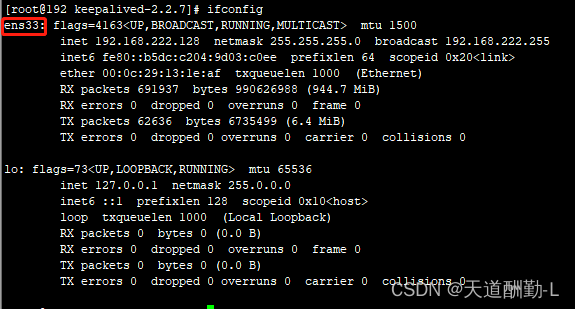 [root@192 keepalived-2.2.7]# ifconfig
ens33: flags=4163<UP,BROADCAST,RUNNING,MULTICAST>  mtu 1500
        inet 192.168.222.128  netmask 255.255.255.0  broadcast 192.168.222.255
        inet6 fe80::b5dc:c204:9d03:c0ee  prefixlen 64  scopeid 0x20<link>
        ether 00:0c:29:13:1e:af  txqueuelen 1000  (Ethernet)
        RX packets 691937  bytes 990626988 (944.7 MiB)
        RX errors 0  dropped 0  overruns 0  frame 0
        TX packets 62636  bytes 6735499 (6.4 MiB)
        TX errors 0  dropped 0 overruns 0  carrier 0  collisions 0
lo: flags=73<UP,LOOPBACK,RUNNING>  mtu 65536
        inet 127.0.0.1  netmask 255.0.0.0
        inet6 ::1  prefixlen 128  scopeid 0x10<host>
        loop  txqueuelen 1000  (Local Loopback)
        RX packets 0  bytes 0 (0.0 B)
        RX errors 0  dropped 0  overruns 0  frame 0
        TX packets 0  bytes 0 (0.0 B)
        TX errors 0  dropped 0 overruns 0  carrier 0  collisions 0
CSDN @天道酬勤-L